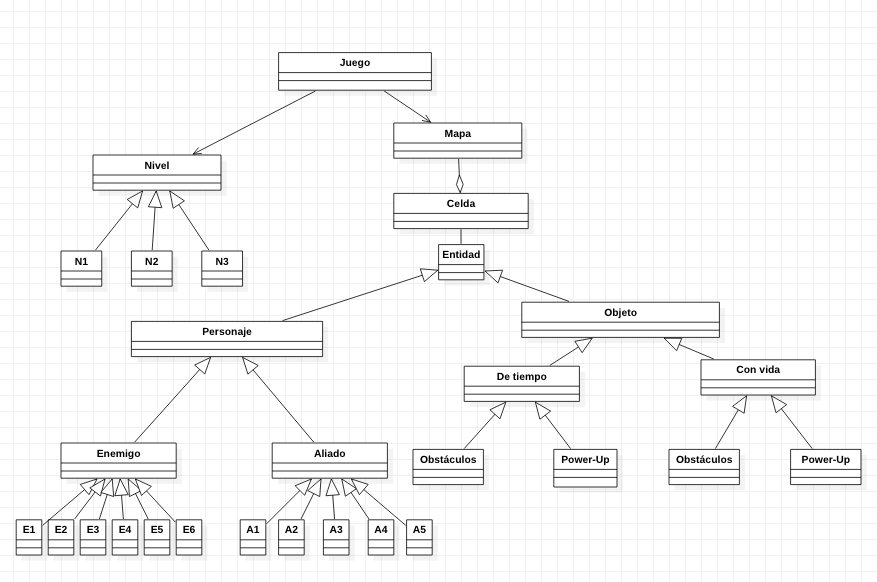 Juego
Mapa
Nivel
Celda
N1 N2 N3
Entidad
Objeto
Personaje
De tiempo
Con vida
Enemigo
Aliado
Obstáculos
Power-Up
Obstáculos
Power-Up
E1 E2 E3 E4 E5 E6
A1 A2 A3 A4 A5